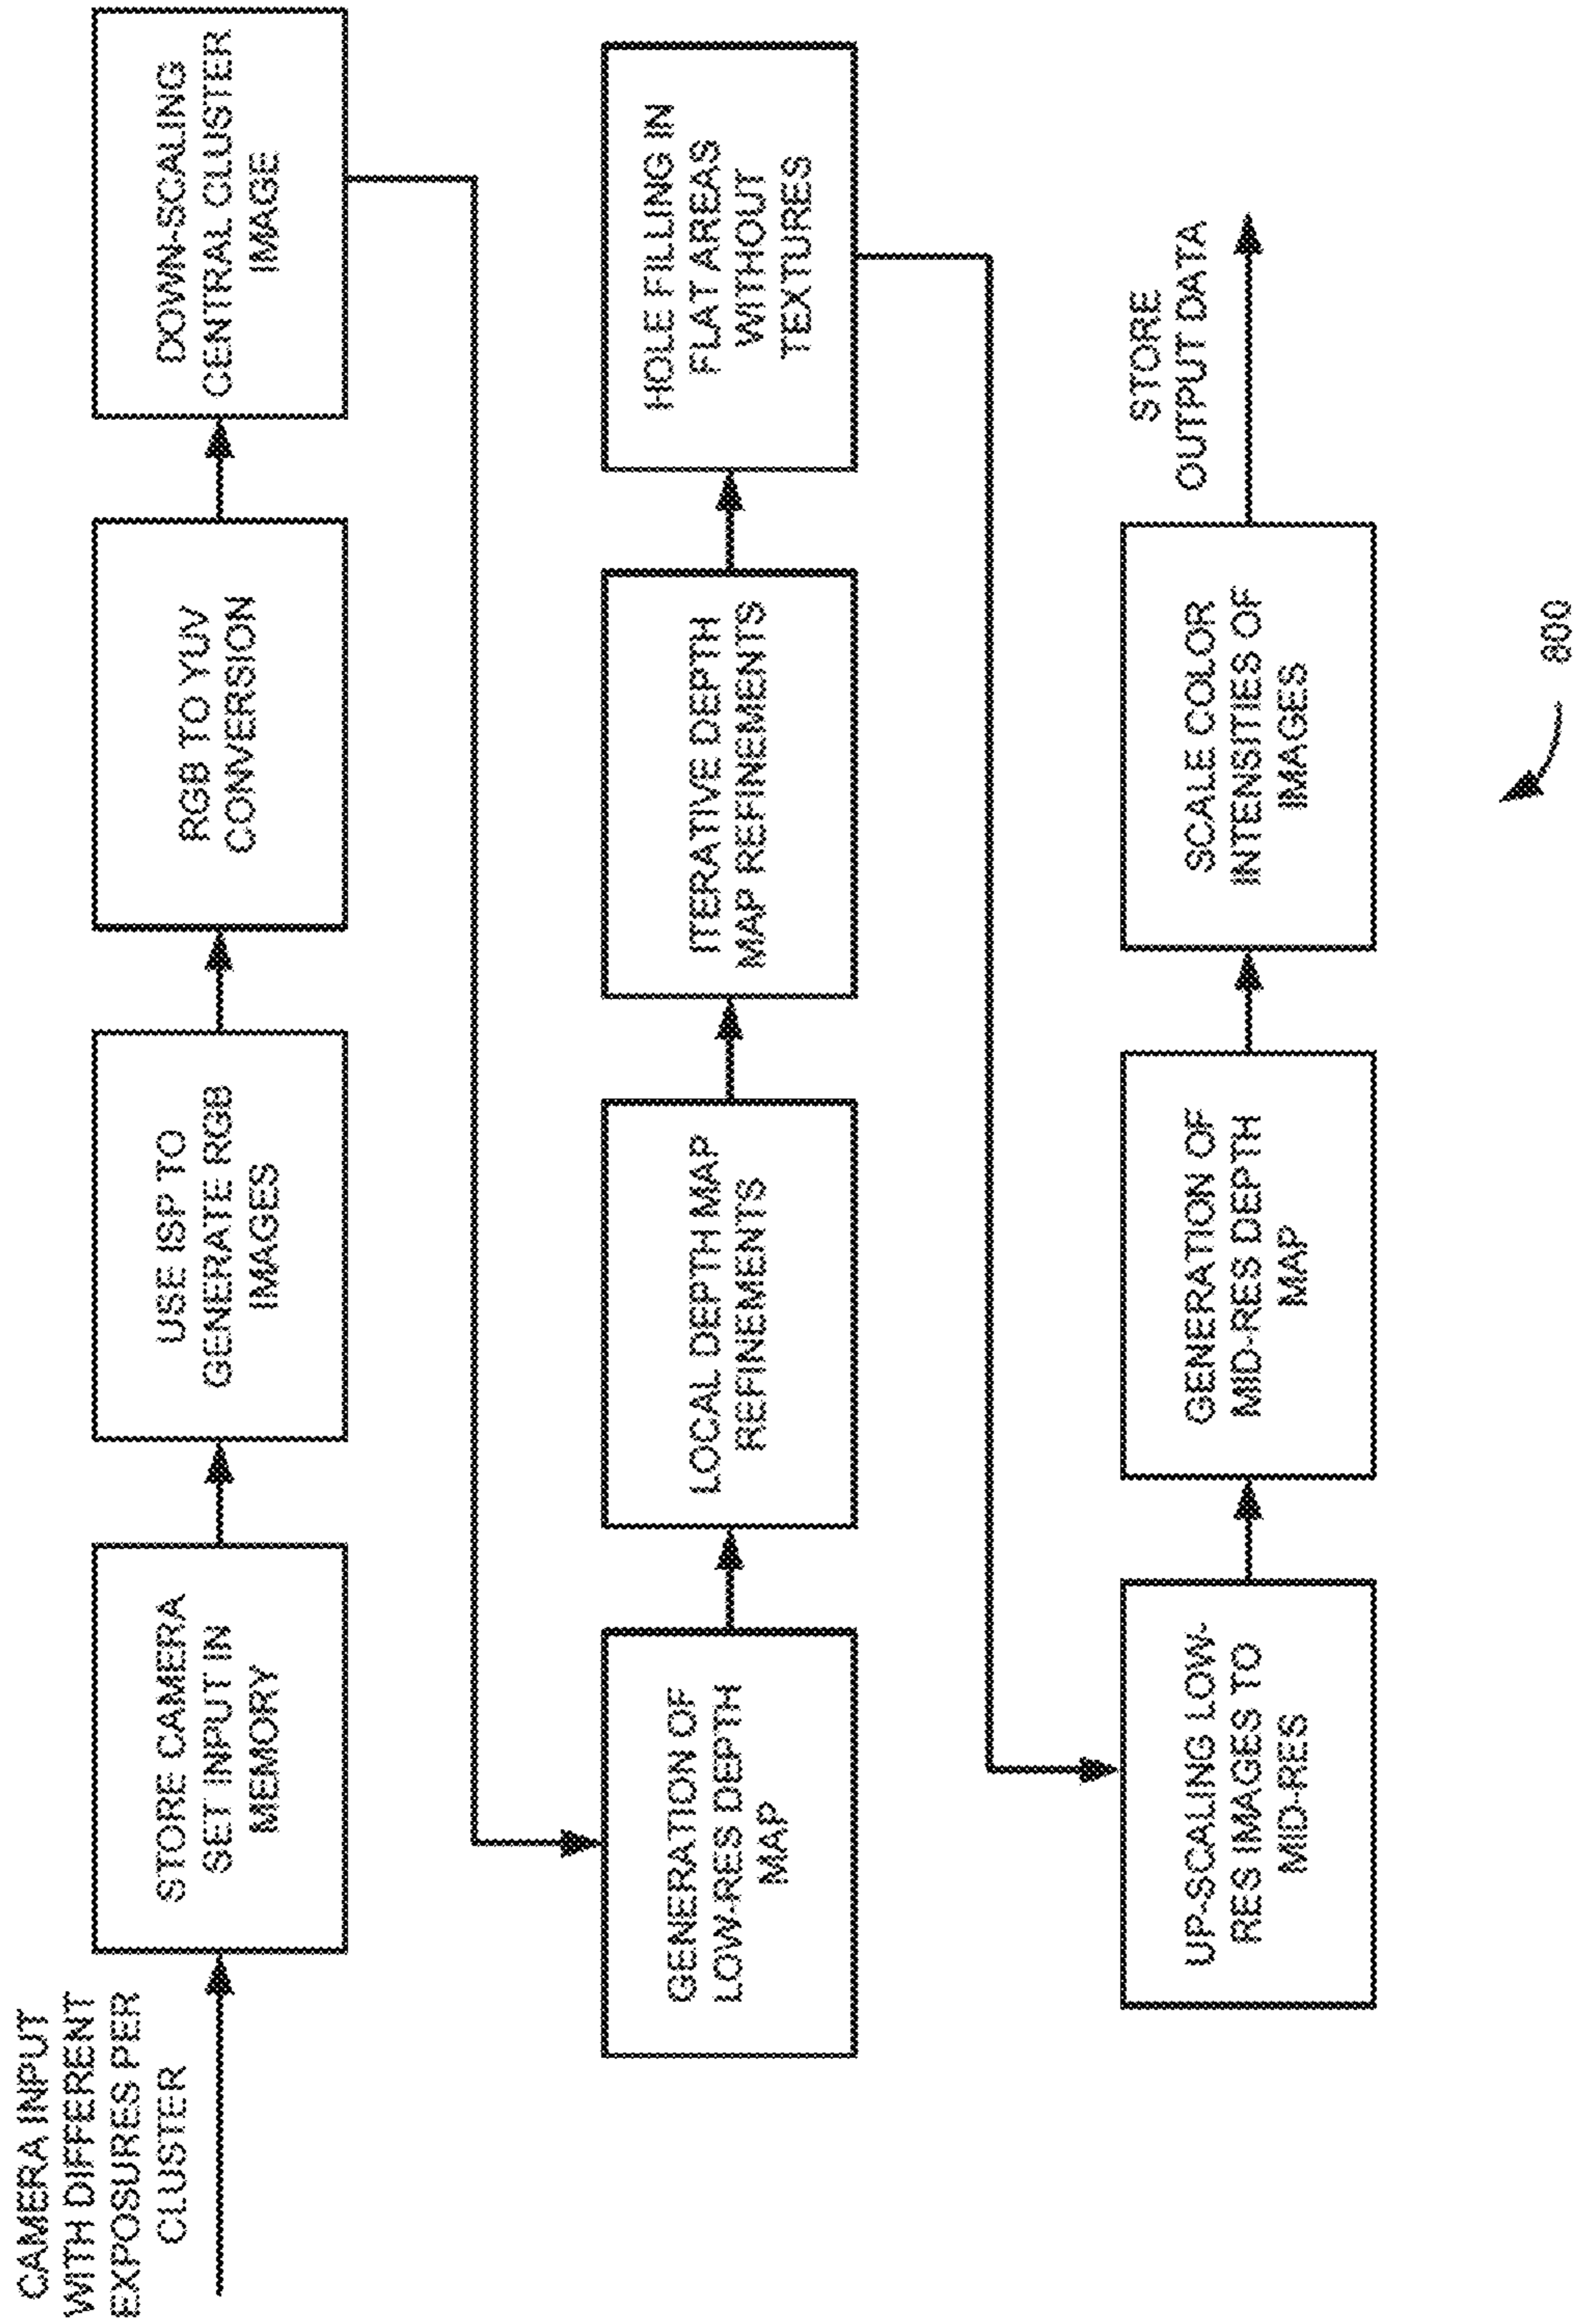 CAMERA INPUT
WITH DIFFERENT
EXPOSURES PER
CLUSTER
STORE CAMERA
SET INPUT IN
MEMORY
USE ISP TO
GENERATE RGB
IMAGES
RGB TO YUV
CONVERSION
DOWN-SCALING
CENTRAL CLUSTER
IMAGE
GENERATION OF
LOW-RES DEPTH
MAP
LOCAL DEPTH MAP
REFINEMENTS
ITERATIVE DEPTH
MAP REFINEMENTS
HOLE FILLING IN
FLAT AREAS
WITHOUT
TEXTURES
UP-SCALING LOW-
RES IMAGES TO
MID-RES
GENERATION OF
MID-RES DEPTH
MAP
SCALE COLOR
INTENSITIES OF
IMAGES
STORE
OUTPUT DATA
800